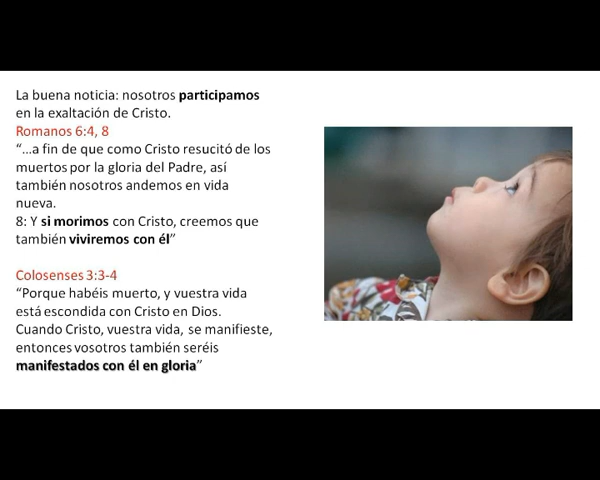 La buena noticia: nosotros participamos
en la exaltación de Cristo.
Romanos 6:4, 8
“...a fin de que como Cristo resucitó de los
muertos por la gloria del Padre, así
también nosotros andemos en vida
nueva.
8: Y si morimos con Cristo, creemos que
también viviremos con él”
Colosenses 3:3-4
“Porque habéis muerto, y vuestra vida
está escondida con Cristo en Dios.
Cuando Cristo, vuestra vida, se manifieste,
entonces vosotros también seréis
manifestados con él en gloria”